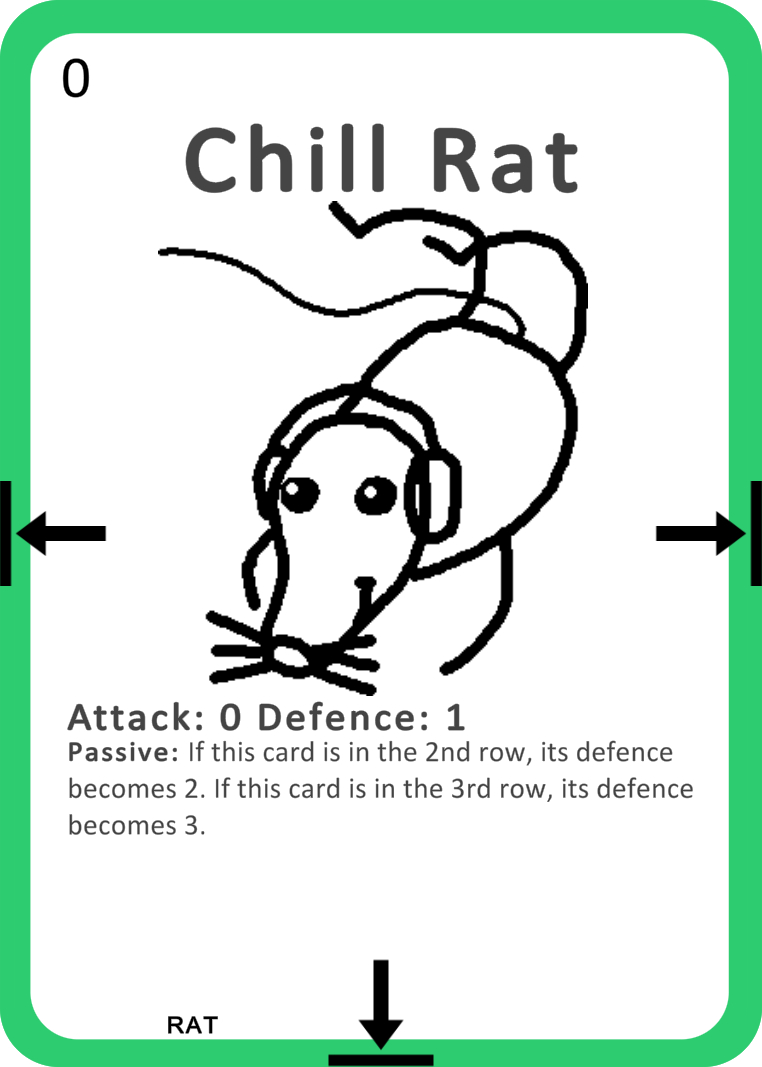 0
Chill Rat
Attack: 0 Defence: 1
Passive: If this card is in the 2nd row, its defence
becomes 2. If this card is in the 3rd row, its defence
becomes 3.
RAT